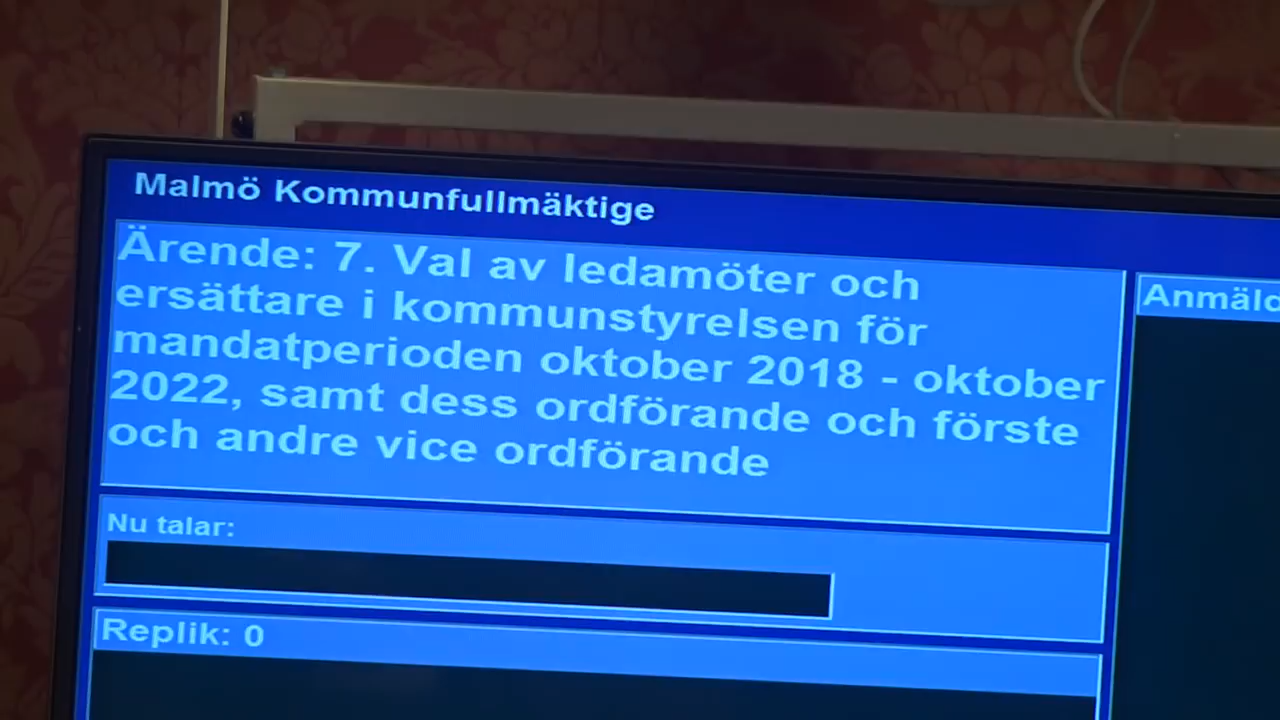 Malmö Kommunfullmäktige
Ärende: 7. Val av ledamöter och
ersättare i kommunstyrelsen för
mandatperioden oktober 2018 - oktober
2022, samt dess ordförande och förste
och andre vice ordförande
Nu talar:
Replik: 0